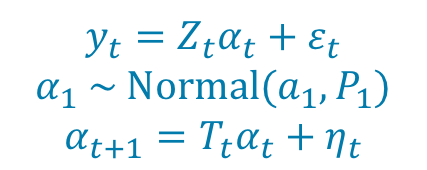 yₜ = Zₜαₜ + εₜ
α₁ ~ Normal(a₁, P₁)
αₜ₊₁ = Tₜαₜ + ηₜ